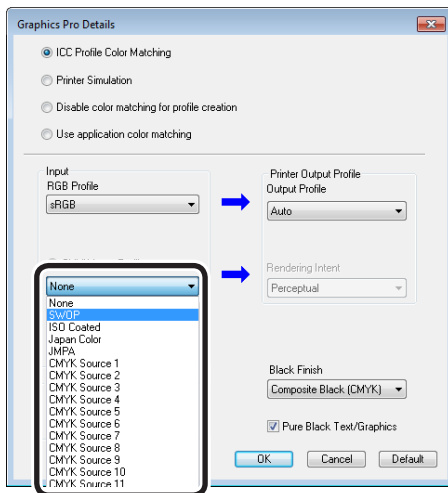 Graphics Pro Details
ICC Profile Color Matching
Printer Simulation
Disable color matching for profile creation
Use application color matching
Input
RGB Profile
sRGB
Printer Output Profile
Output Profile
Auto
Rendering Intent
Perceptual
None
None
SWOP
ISO Coated
Japan Color
JMPA
CMYK Source 1
CMYK Source 2
CMYK Source 3
CMYK Source 4
CMYK Source 5
CMYK Source 6
CMYK Source 7
CMYK Source 8
CMYK Source 9
CMYK Source 10
CMYK Source 11
Black Finish
Composite Black (CMYK)
Pure Black Text/Graphics
OK
Cancel
Default